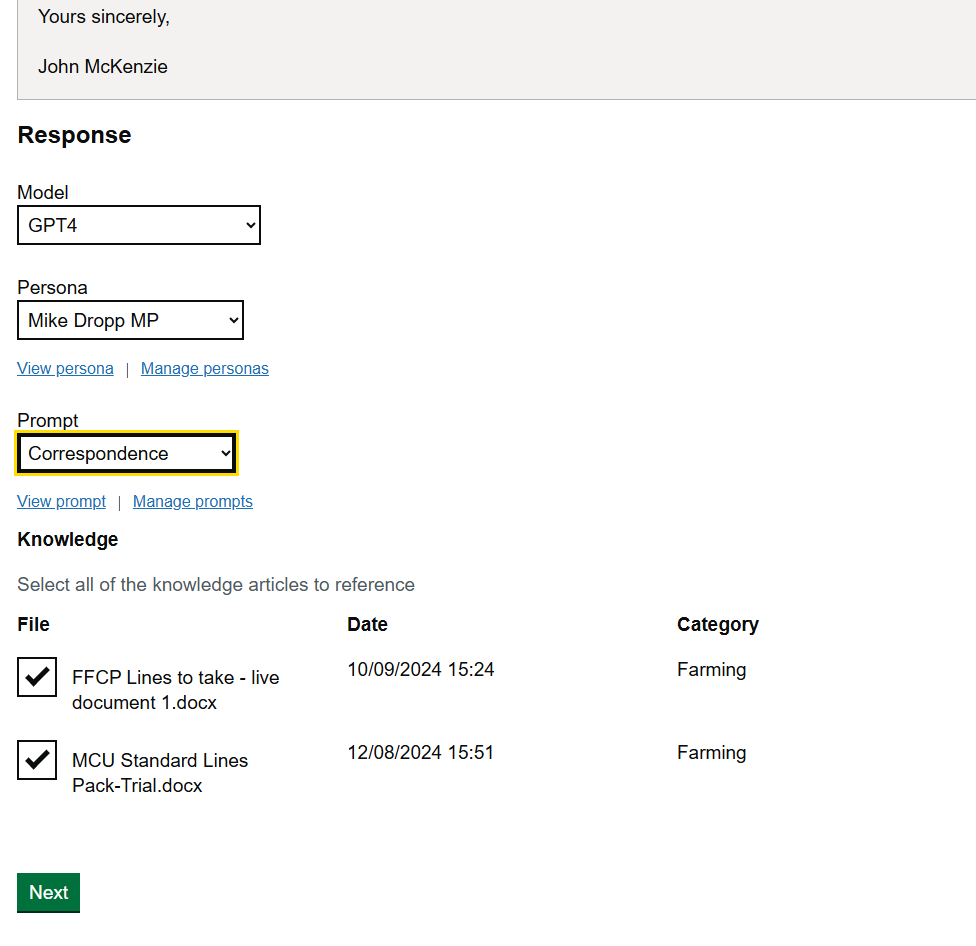 Yours sincerely,
John McKenzie
Response
Model
GPT4
Persona
Mike Dropp MP
View persona | Manage personas
Prompt
Correspondence
View prompt | Manage prompts
Knowledge
Select all of the knowledge articles to reference
File Date Category
FFCP Lines to take - live 10/09/2024 15:24 Farming
document 1.docx
MCU Standard Lines 12/08/2024 15:51 Farming
Pack-Trial.docx
Next